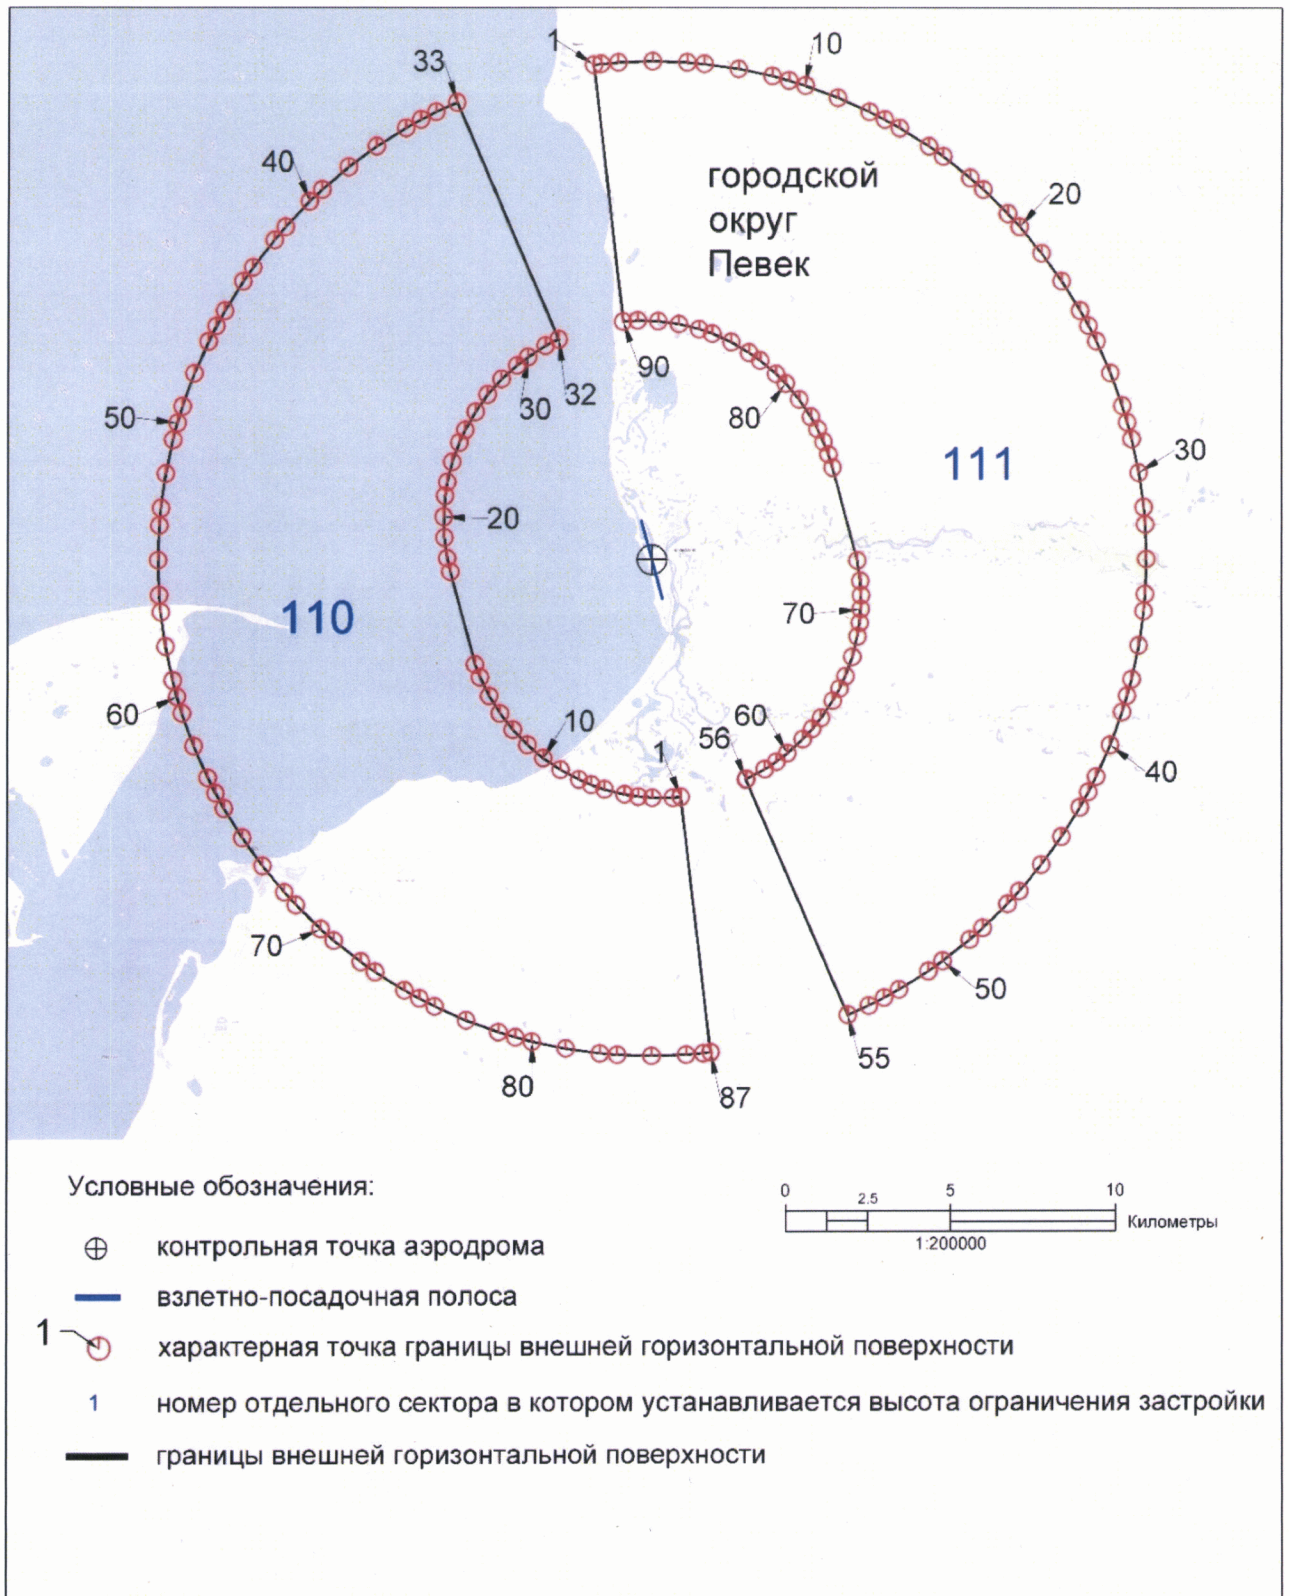 1
10
33
40
городской
округ
Певек
20
90
30
32
50
80
111
30
20
70
110
60
60
56
10
1
40
70
50
55
80
87
Условные обозначения:
0 2.5 5 10
Километры
1:200000
контрольная точка аэродрома
взлетно-посадочная полоса
1
характерная точка границы внешней горизонтальной поверхности
1 номер отдельного сектора в котором устанавливается высота ограничения застройки
границы внешней горизонтальной поверхности